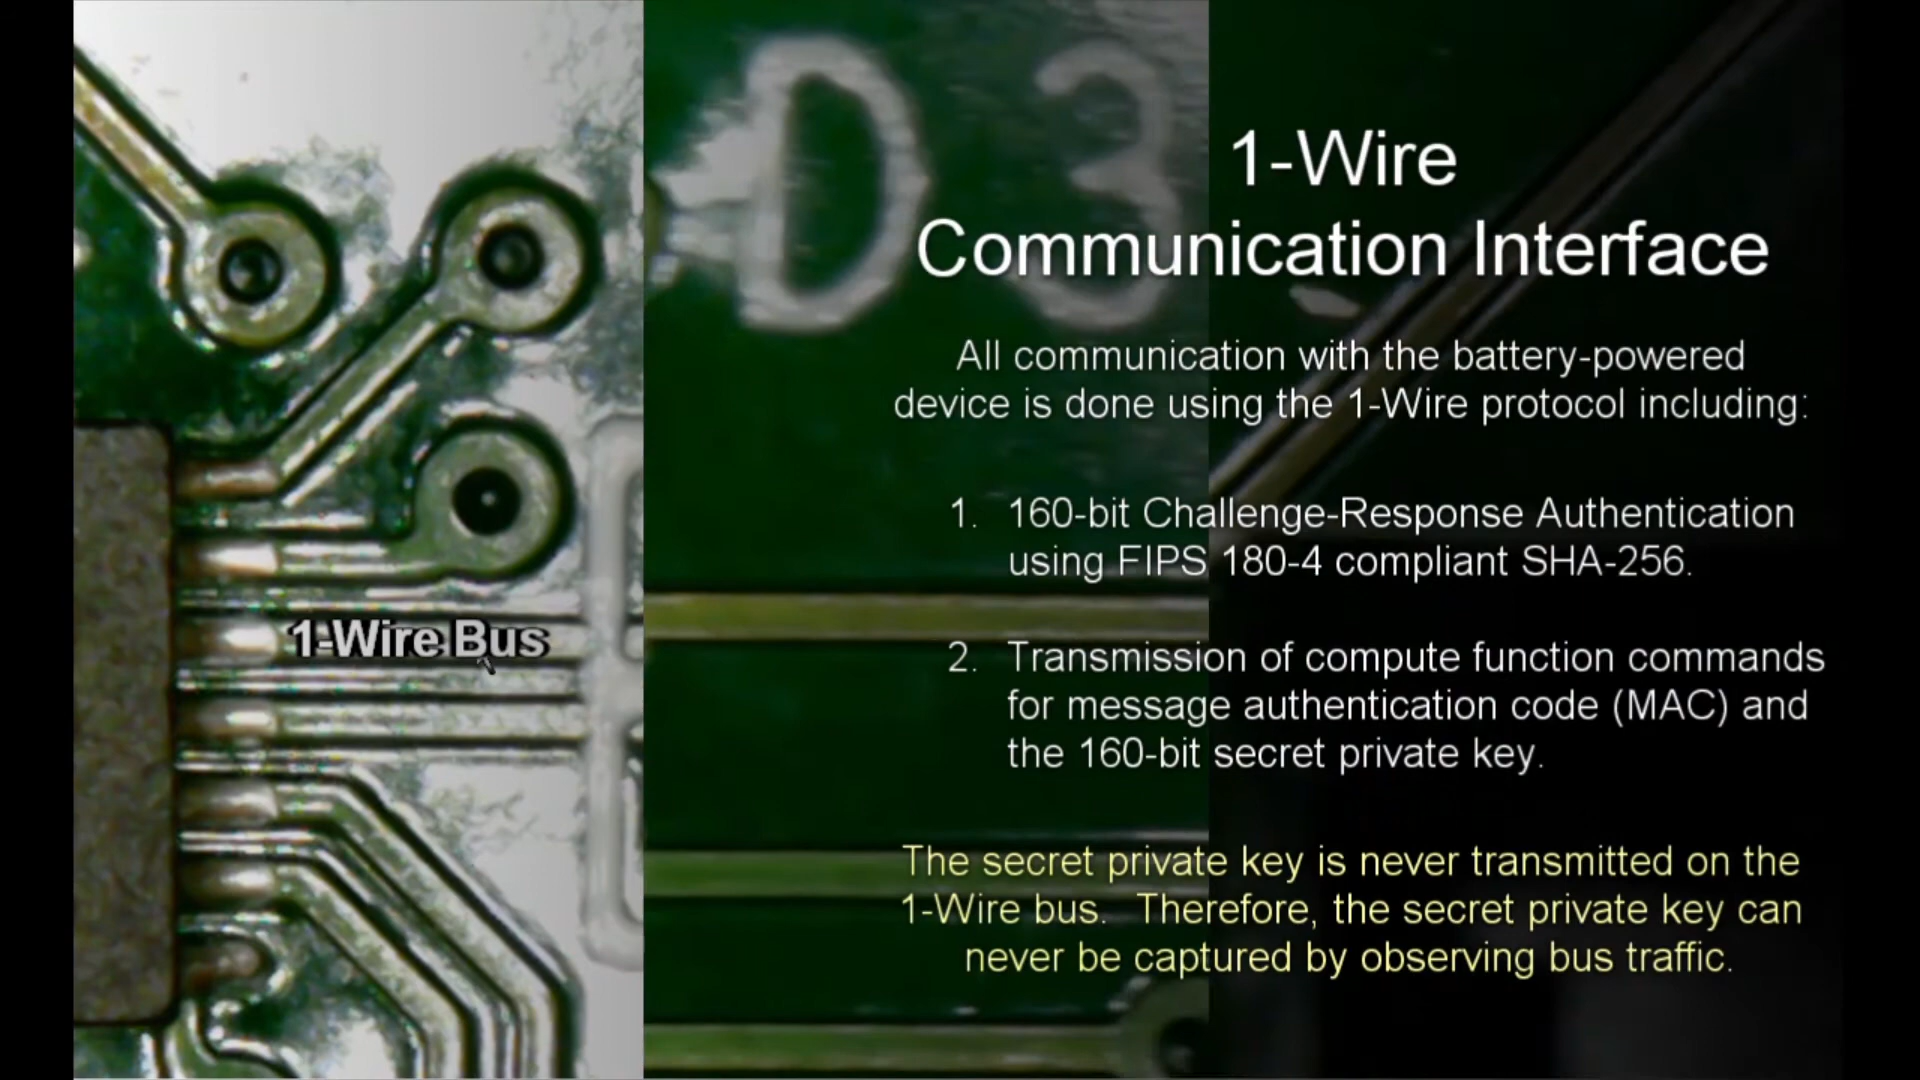 D3
1-Wire
Communication Interface
All communication with the battery-powered
device is done using the 1-Wire protocol including:
1. 160-bit Challenge-Response Authentication
using FIPS 180-4 compliant SHA-256.
1-Wire Bus
2. Transmission of compute function commands
for message authentication code (MAC) and
the 160-bit secret private key.
The secret private key is never transmitted on the
1-Wire bus. Therefore, the secret private key can
never be captured by observing bus traffic.